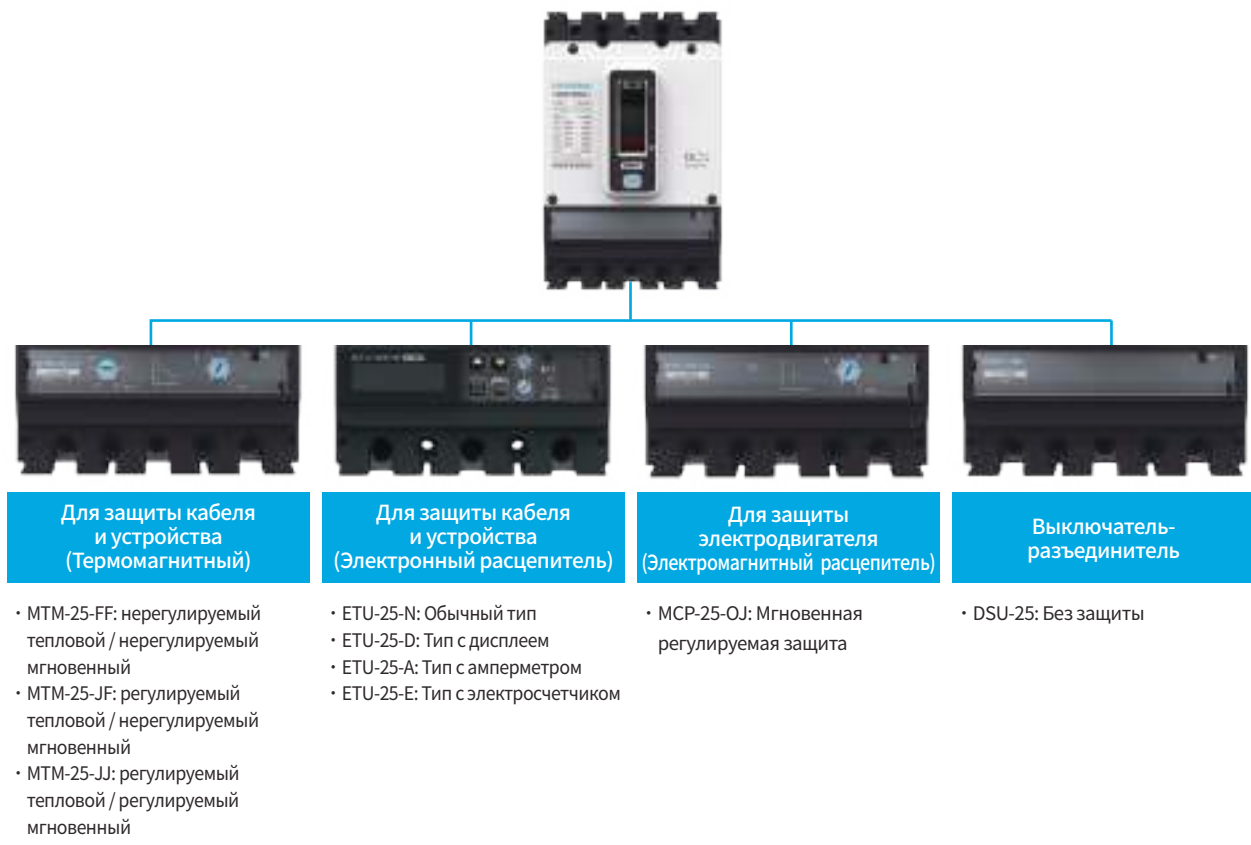 Для защиты кабеля
и устройства
(Термомагнитный)
・MTM-25-FF: нерегулируемый
тепловой / нерегулируемый
мгновенный
・MTM-25-JF: регулируемый
тепловой / нерегулируемый
мгновенный
・MTM-25-JJ: регулируемый
тепловой / регулируемый
мгновенный
Для защиты кабеля
и устройства
(Электронный расцепитель)
・ETU-25-N: Обычный тип
・ETU-25-D: Тип с дисплеем
・ETU-25-A: Тип с амперметром
・ETU-25-E: Тип с электросчетчиком
Для защиты
электродвигателя
(Электромагнитный расцепитель)
・MCP-25-OJ: Мгновенная
регулируемая защита
Выключатель-
разъединитель
・DSU-25: Без защиты